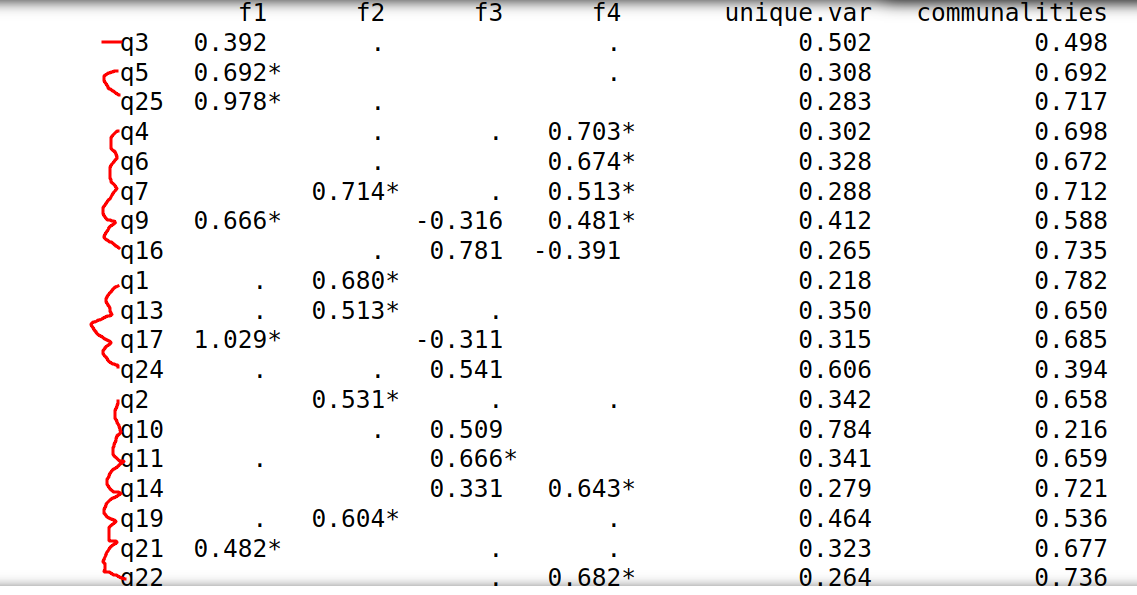 f1 f2 f3 f4 unique.var communalities
q3 0.392 . . 0.502 0.498
q5 0.692* . 0.308 0.692
q25 0.978* . 0.283 0.717
q4 . . 0.703* 0.302 0.698
q6 . 0.674* 0.328 0.672
q7 0.714* . 0.513* 0.288 0.712
q9 0.666* -0.316 0.481* 0.412 0.588
q16 . 0.781 -0.391 0.265 0.735
q1 . 0.680* 0.218 0.782
q13 . 0.513* . 0.350 0.650
q17 1.029* -0.311 0.315 0.685
q24 . . 0.541 0.606 0.394
q2 0.531* . . 0.342 0.658
q10 . 0.509 0.784 0.216
q11 . 0.666* 0.341 0.659
q14 0.331 0.643* 0.279 0.721
q19 . 0.604* . 0.464 0.536
q21 0.482* . . 0.323 0.677
q22 . 0.682* 0.264 0.736